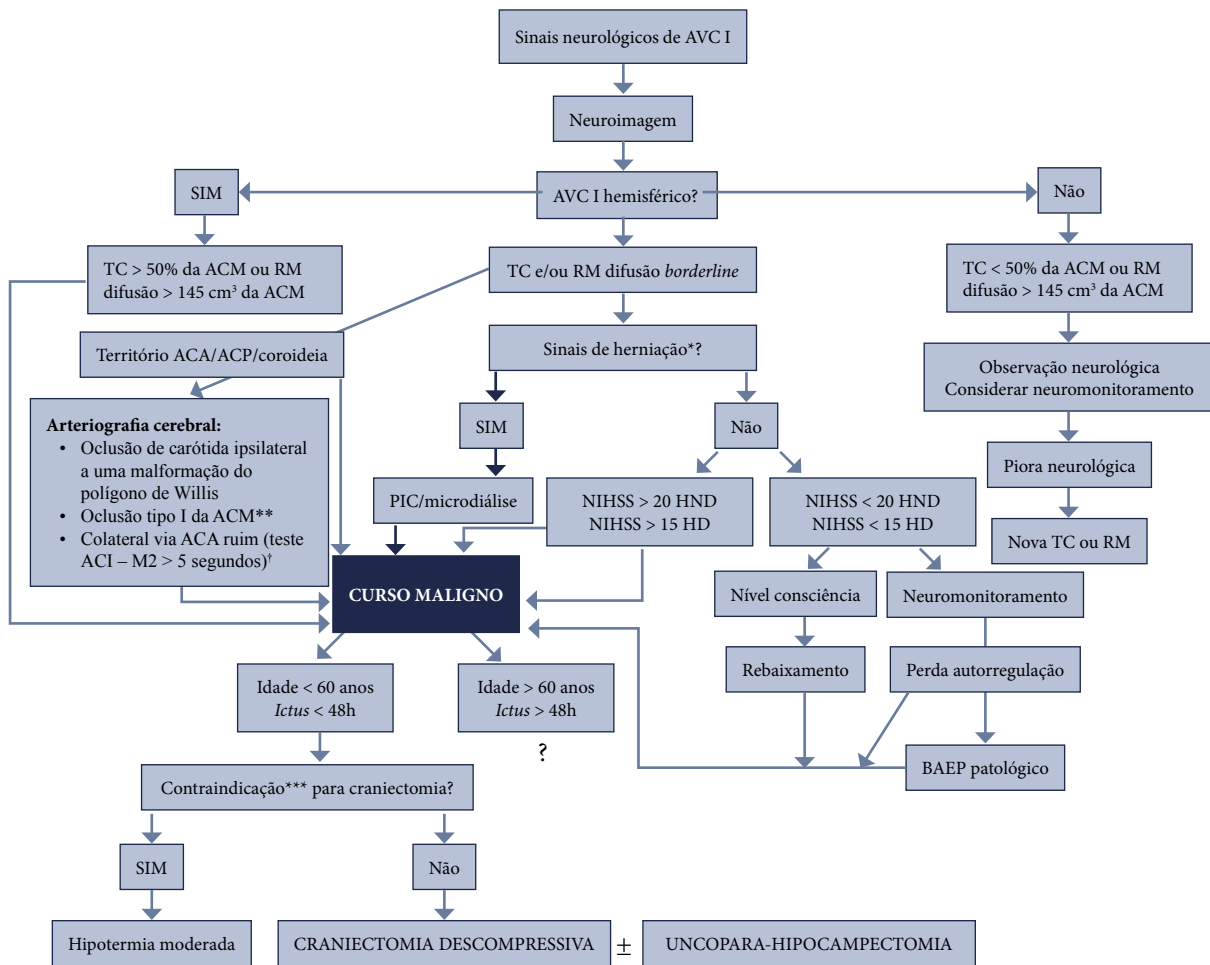 Sinais neurológicos de AVC I
Neuroimagem
SIM
AVC I hemisférico?
Não
TC > 50% da ACM ou RM
difusão > 145 cm³ da ACM
TC e/ou RM difusão borderline
TC < 50% da ACM ou RM
difusão > 145 cm³ da ACM
Território ACA/ACP/coroideia
Sinais de herniação*?
Observação neurológica
Considerar neuromonitoramento
Arteriografia cerebral:
• Oclusão de carótida ipsilateral
a uma malformação do
polígono de Willis
• Oclusão tipo I da ACM**
• Colateral via ACA ruim (teste
ACI – M2 > 5 segundos)†
SIM
Não
Piora neurológica
PIC/microdiálise
NIHSS > 20 HND
NIHSS > 15 HD
NIHSS < 20 HND
NIHSS < 15 HD
Nova TC ou RM
CURSO MALIGNO
Nível consciência
Neuromonitoramento
Idade < 60 anos
Ictus < 48h
Idade > 60 anos
Ictus > 48h
?
Rebaixamento
Perda autorregulação
BAEP patológico
Contraindicação*** para craniectomia?
SIM
Não
Hipotermia moderada
CRANIECTOMIA DESCOMPRESSIVA
±
UNCOPARA-HIPOCAMPECTOMIA